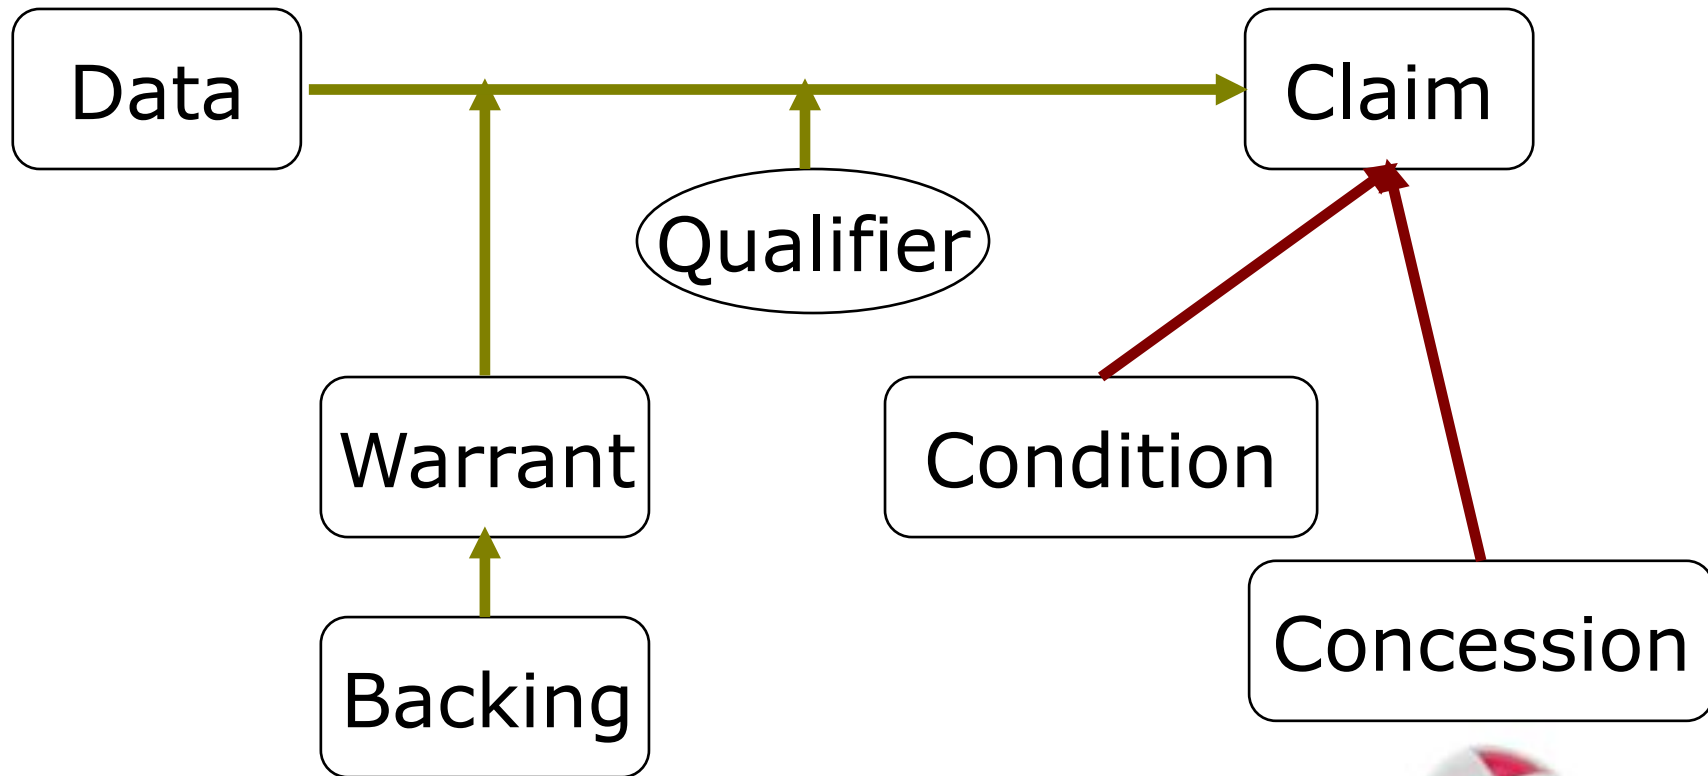 Data
Claim
Qualifier
Warrant
Condition
Concession
Backing